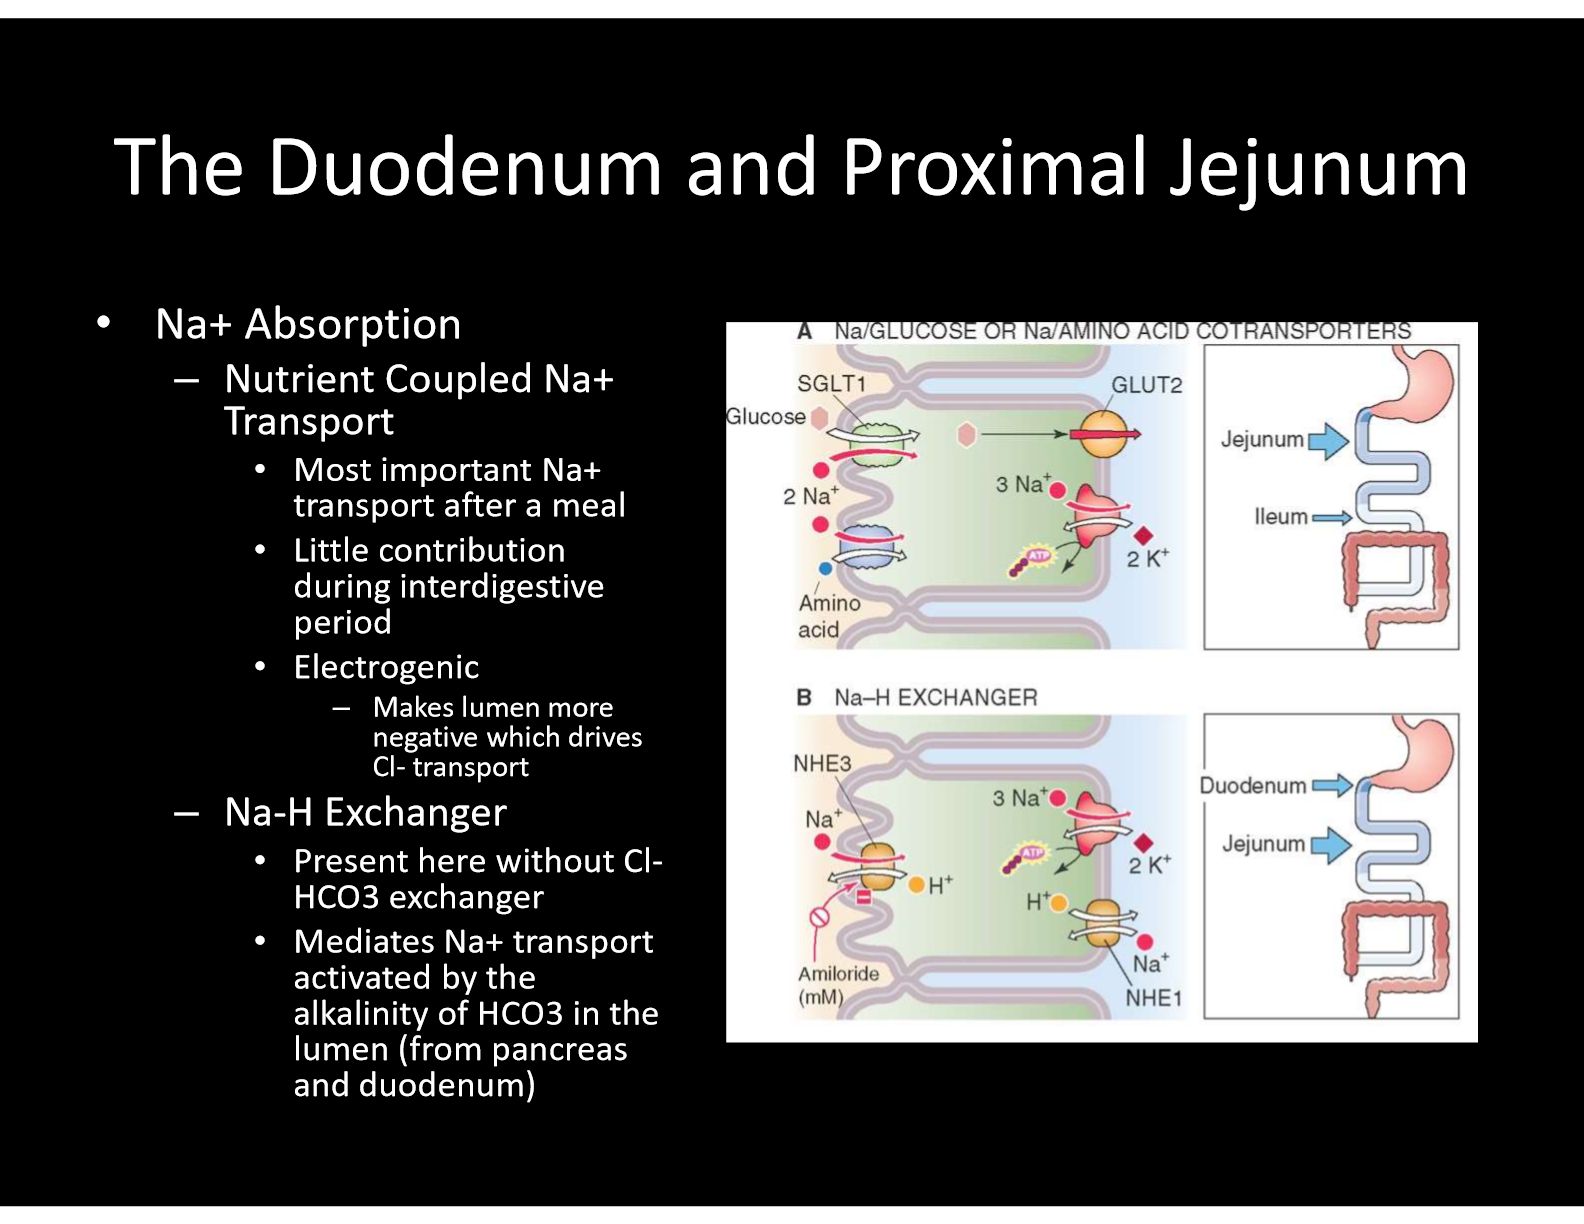 The Duodenum and Proximal Jejunum
• Na+ Absorption
– Nutrient Coupled Na+
Transport
• Most important Na+
transport after a meal
• Little contribution
during interdigestive
period
• Electrogenic
– Makes lumen more
negative which drives
Cl- transport
– Na-H Exchanger
• Present here without Cl-
HCO3 exchanger
• Mediates Na+ transport
activated by the
alkalinity of HCO3 in the
lumen (from pancreas
and duodenum)
A Na/GLUCOSE OR Na/AMINO ACID COTRANSPORTERS
SGLT1
GLUT2
Glucose
2 Na⁺
3 Na⁺
ATP
2 K⁺
Amino
acid
Jejunum
Ileum
B Na–H EXCHANGER
NHE3
Na⁺
3 Na⁺
ATP
2 K⁺
H⁺
H⁺
Amiloride
(mM)
Na⁺
NHE1
Duodenum
Jejunum